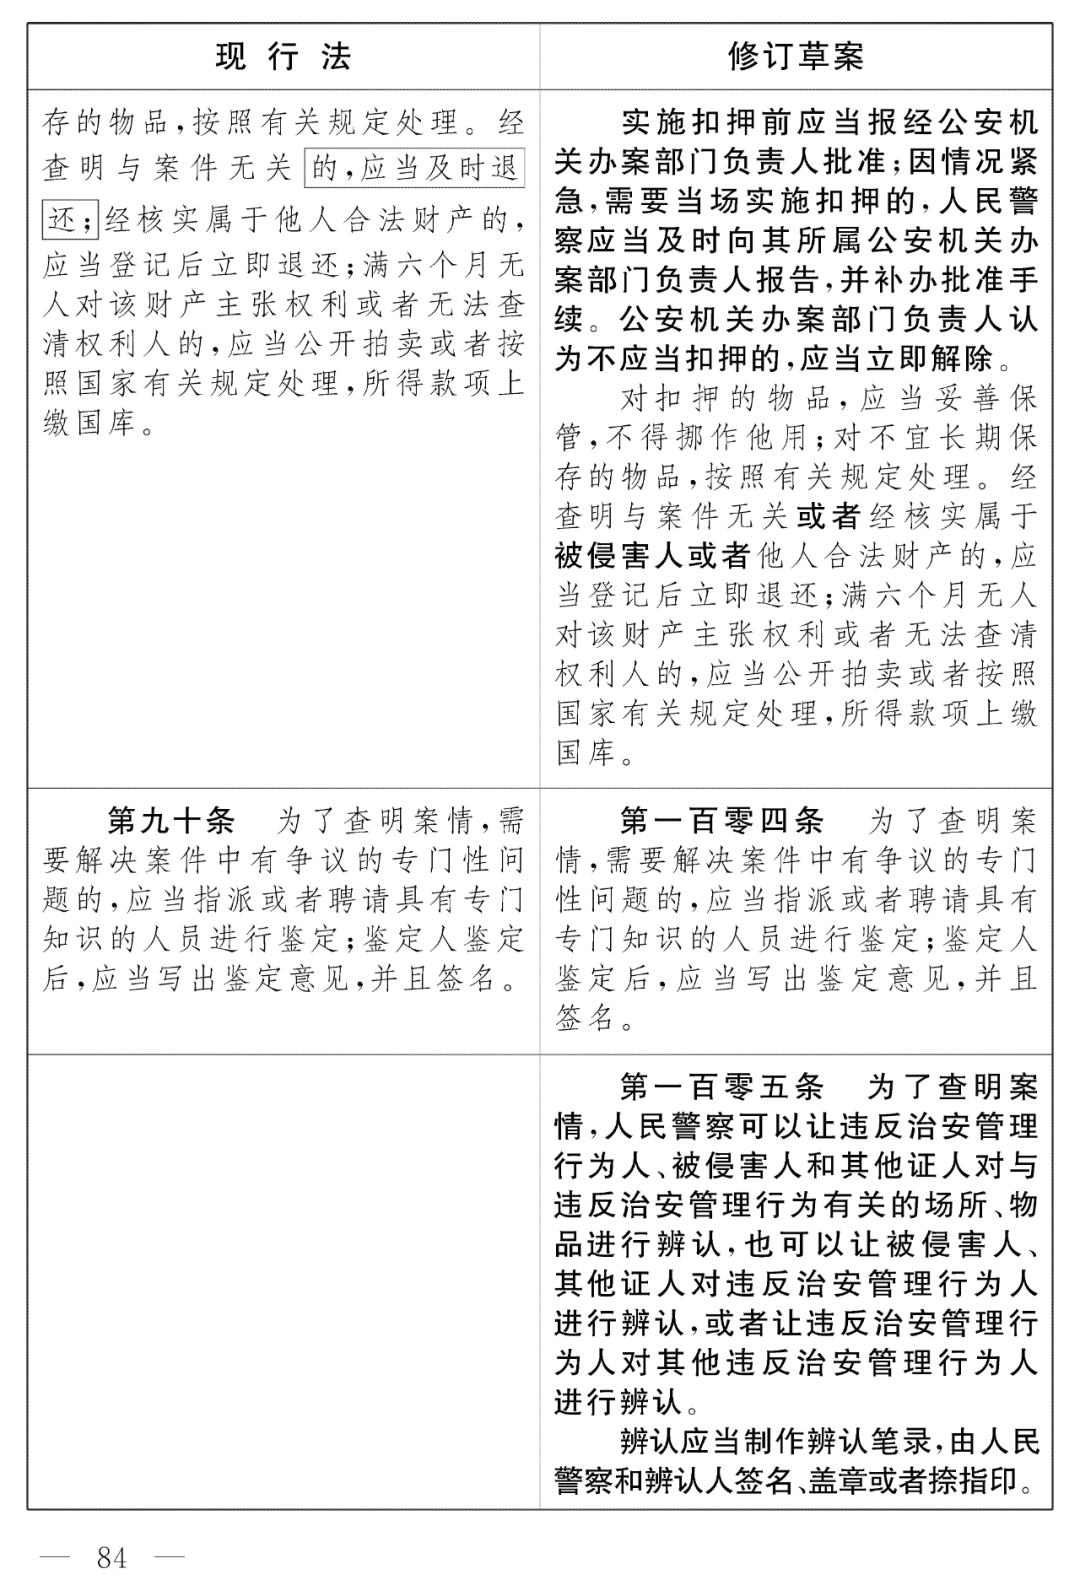 现行法
修订草案
存的物品,按照有关规定处理。经
查明与案件无关的,应当及时退
还;经核实属于他人合法财产的,
应当登记后立即退还;满六个月无
人对该财产主张权利或者无法查
清权利人的,应当公开拍卖或者按
照国家有关规定处理,所得款项上
缴国库。
实施扣押前应当报经公安机
关办案部门负责人批准;因情况紧
急,需要当场实施扣押的,人民警
察应当及时向其所属公安机关办
案部门负责人报告,并补办批准手
续。公安机关办案部门负责人认
为不应当扣押的,应当立即解除。
对扣押的物品,应当妥善保
管,不得挪作他用;对不宜长期保
存的物品,按照有关规定处理。经
查明与案件无关或者经核实属于
被侵害人或者他人合法财产的,应
当登记后立即退还;满六个月无人
对该财产主张权利或者无法查清
权利人的,应当公开拍卖或者按照
国家有关规定处理,所得款项上缴
国库。
第九十条 为了查明案情,需
要解决案件中有争议的专门性问
题的,应当指派或者聘请具有专门
知识的人员进行鉴定;鉴定人鉴定
后,应当写出鉴定意见,并且签名。
第一百零四条 为了查明案
情,需要解决案件中有争议的专门
性问题的,应当指派或者聘请具有
专门知识的人员进行鉴定;鉴定人
鉴定后,应当写出鉴定意见,并且
签名。
第一百零五条 为了查明案
情,人民警察可以让违反治安管理
行为人、被侵害人和其他证人对与
违反治安管理行为有关的场所、物
品进行辨认,也可以让被侵害人、
其他证人对违反治安管理行为人
进行辨认,或者让违反治安管理行
为人对其他违反治安管理行为人
进行辨认。
辨认应当制作辨认笔录,由人民
警察和辨认人签名、盖章或者捺指印。
— 84 —